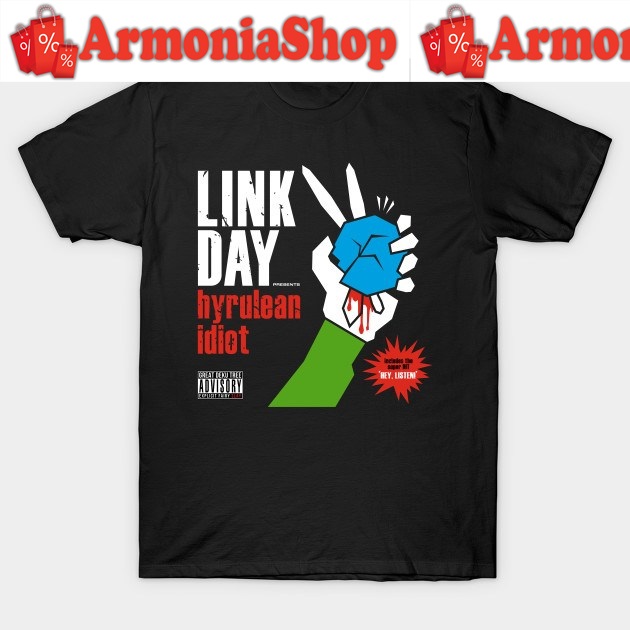 % % % ArmoniaShop
% % % Armon
LINK
DAY
PRESENTS
hyrulean
idiot
GREAT DEKU TREE
ADVISORY
EXPLICIT FAIRY
includes the
super hit
"HEY, LISTEN!"